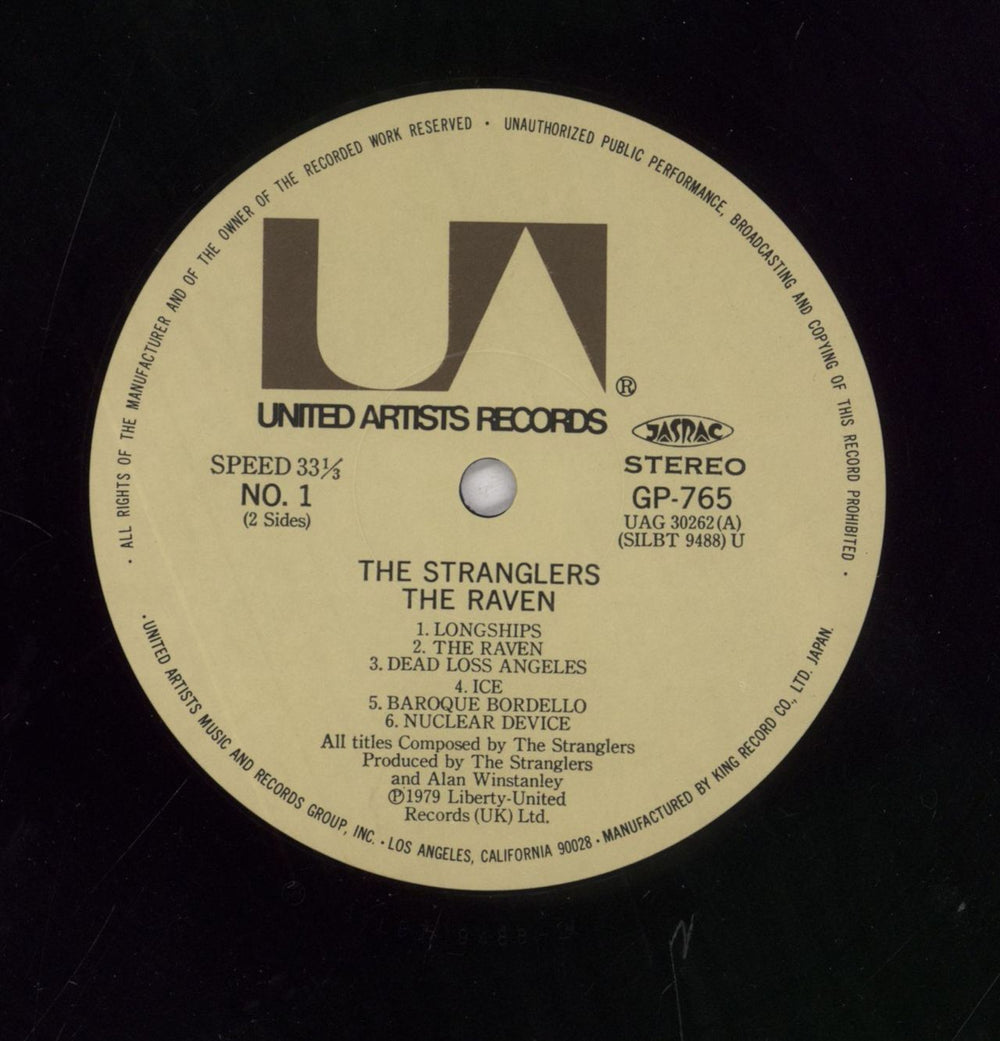 · ALL RIGHTS OF THE MANUFACTURER AND OF THE OWNER OF THE RECORDED WORK RESERVED · UNAUTHORIZED PUBLIC PERFORMANCE, BROADCASTING AND COPYING OF THIS RECORD PROHIBITED ·
UA
®
UNITED ARTISTS RECORDS
JASRAC
SPEED 33⅓
STEREO
NO. 1
GP-765
(2 Sides)
UAG 30262(A)
(SILBT 9488) U
THE STRANGLERS
THE RAVEN
1. LONGSHIPS
2. THE RAVEN
3. DEAD LOSS ANGELES
4. ICE
5. BAROQUE BORDELLO
6. NUCLEAR DEVICE
All titles Composed by The Stranglers
Produced by The Stranglers
and Alan Winstanley
℗1979 Liberty-United
Records (UK) Ltd.
· UNITED ARTISTS MUSIC AND RECORDS GROUP, INC. · LOS ANGELES, CALIFORNIA 90028 · MANUFACTURED BY KING RECORD CO., LTD. JAPAN.